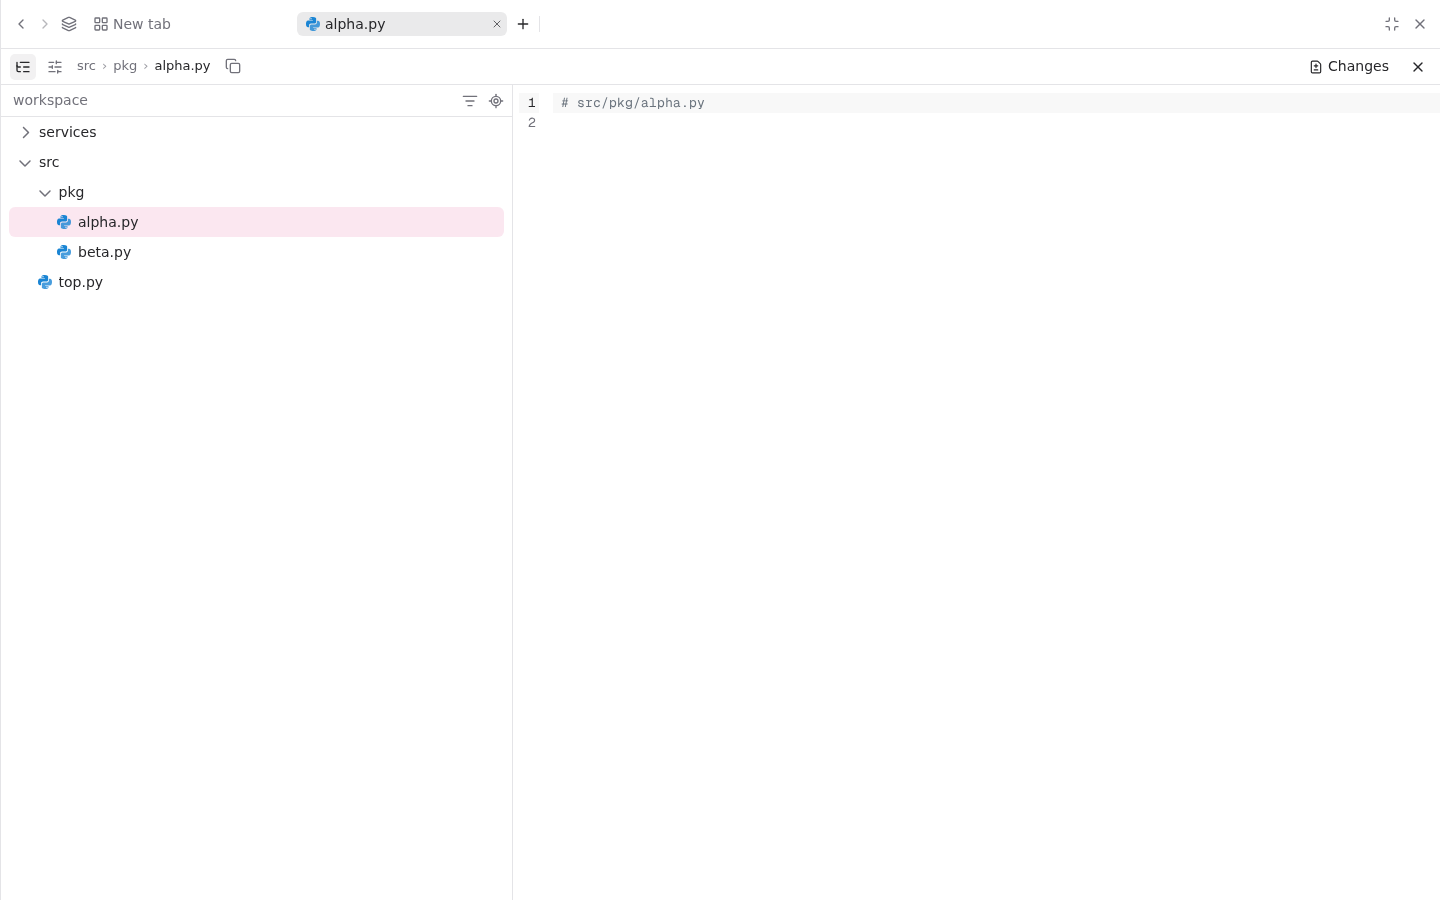 New tab
alpha.py
src › pkg › alpha.py
Changes
workspace
services
src
pkg
alpha.py
beta.py
top.py
1 # src/pkg/alpha.py
2